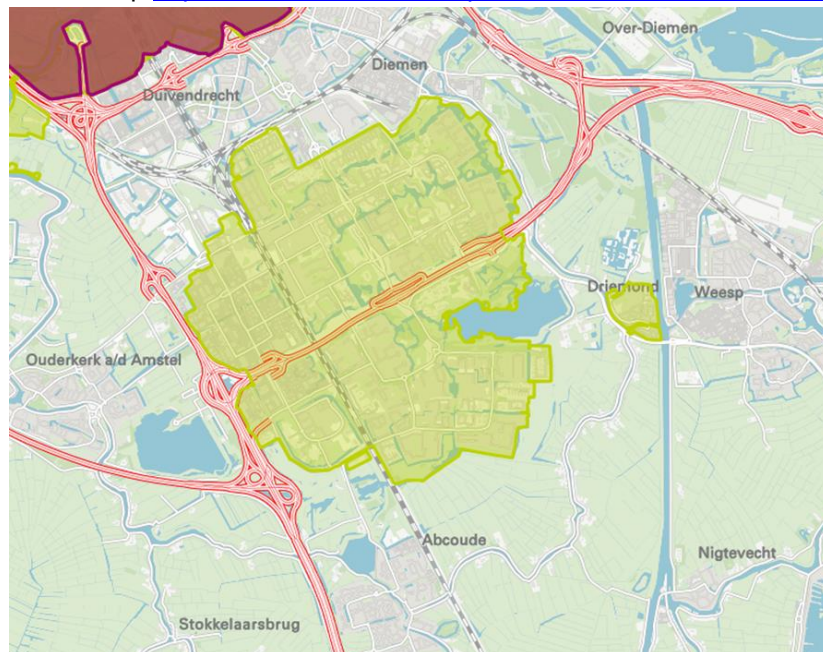 Over-Diemen
Diemen
Duivendrecht
Driemond
Weesp
Ouderkerk a/d Amstel
Abcoude
Nigtevecht
Stokkelaarsbrug